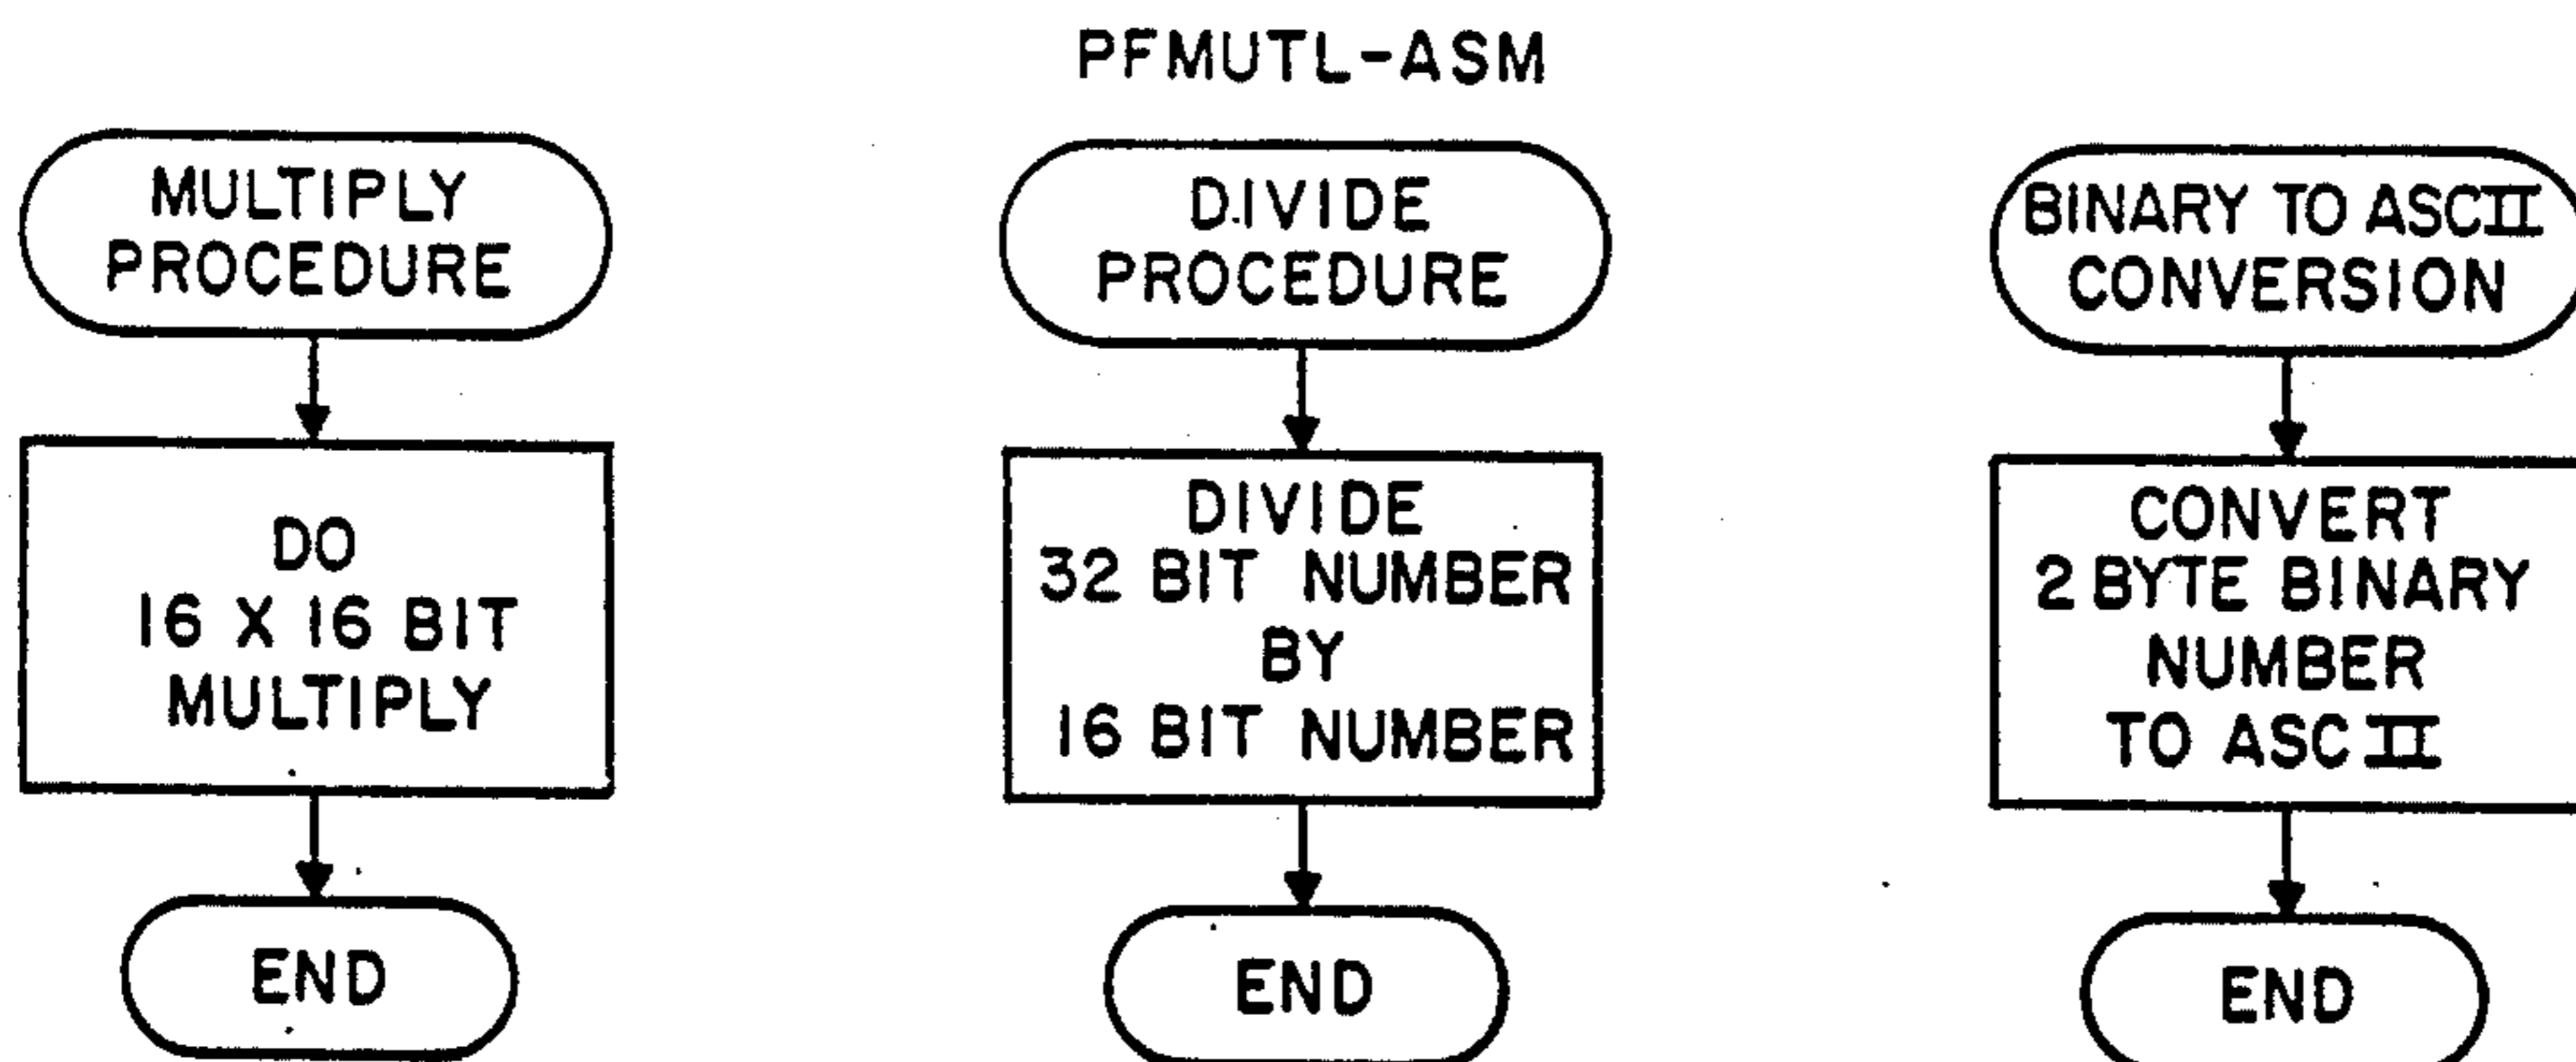 PFMUTL-ASM
MULTIPLY
PROCEDURE
DO
16 X 16 BIT
MULTIPLY
END
DIVIDE
PROCEDURE
DIVIDE
32 BIT NUMBER
BY
16 BIT NUMBER
END
BINARY TO ASCII
CONVERSION
CONVERT
2 BYTE BINARY
NUMBER
TO ASCII
END